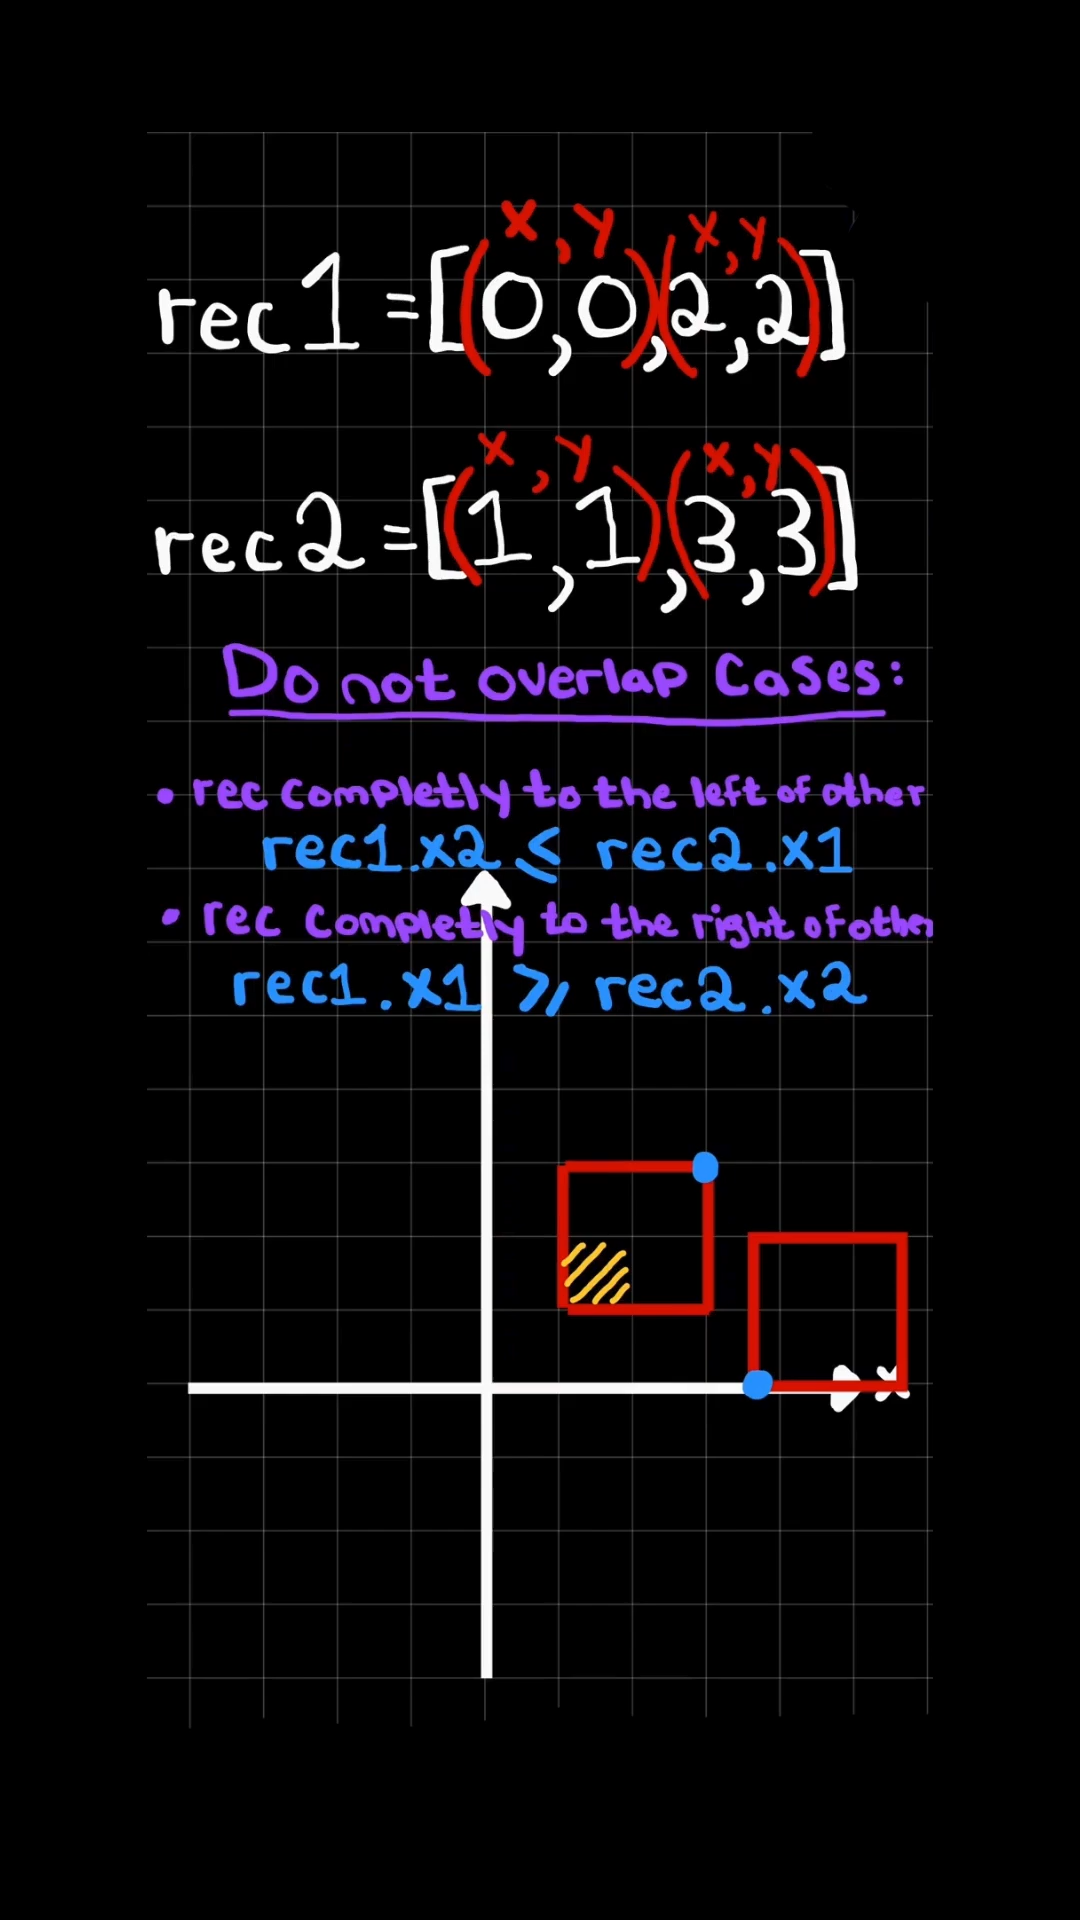 x, y x, y
rec1 = [(0,0),(2,2)]
x, y x, y
rec2 = [(1,1),(3,3)]
Do not overlap Cases:
• rec completly to the left of other
rec1.x2 ≤ rec2.x1
• rec completly to the right of other
rec1.x1 ≥ rec2.x2
x